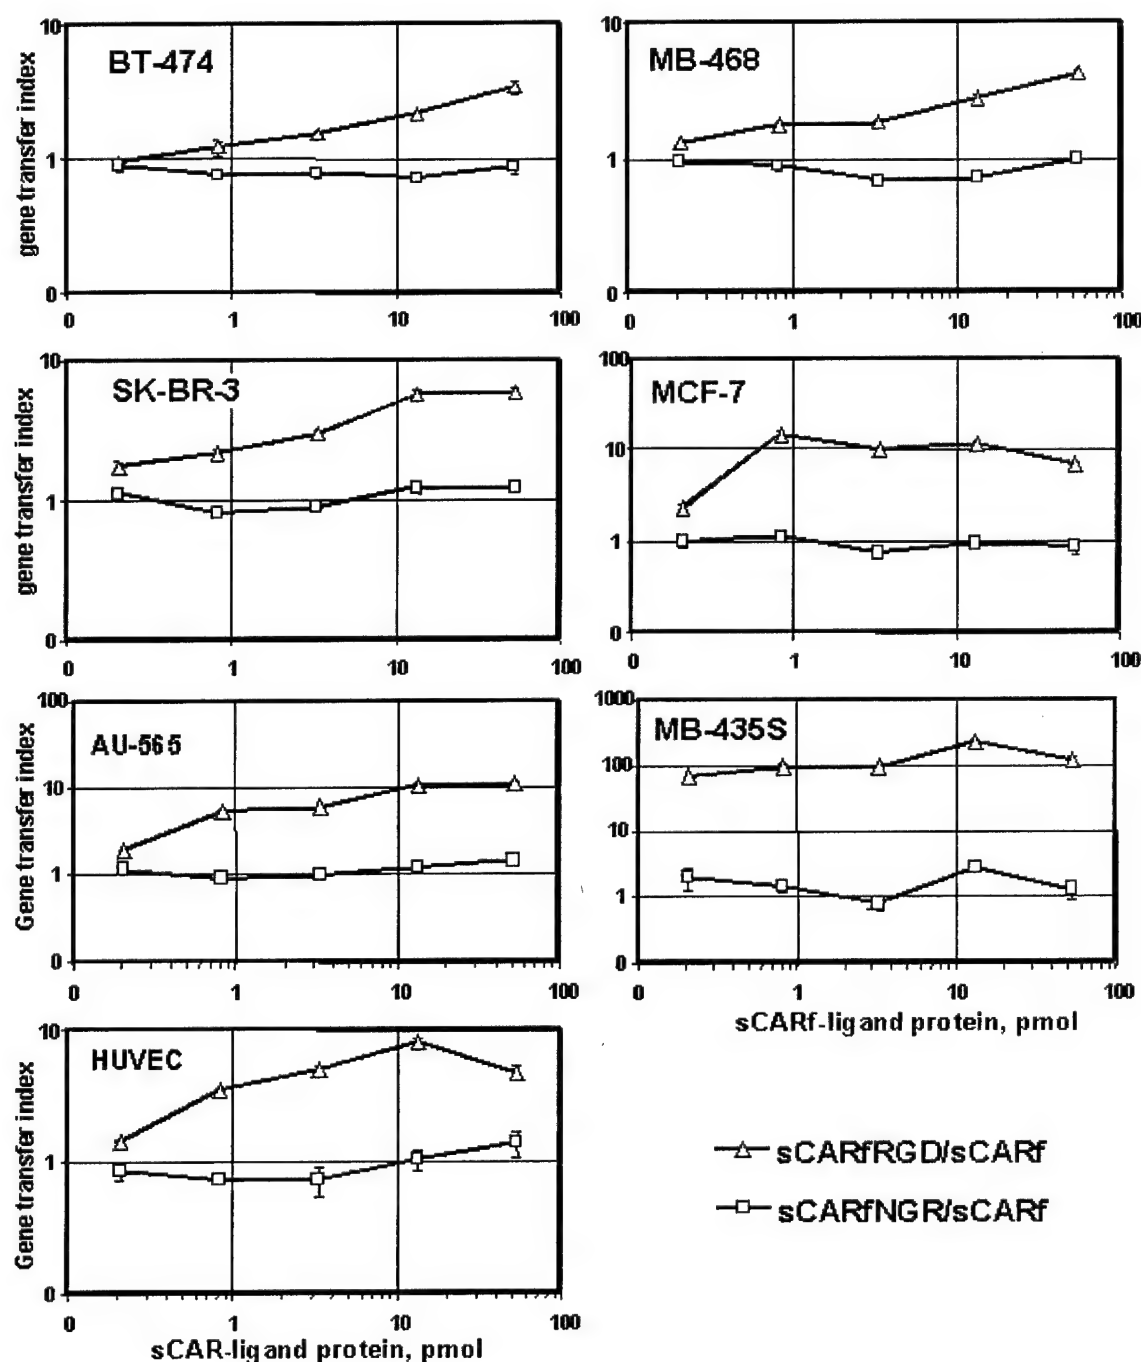 BT-474
gene transfer index
10
1
0
0 1 10 100
MB-468
10
1
0
0 1 10 100
SK-BR-3
gene transfer index
10
1
0
0 1 10 100
MCF-7
100
10
1
0
0 1 10 100
AU-565
Gene transfer index
100
10
1
0
0 1 10 100
MB-435S
1000
100
10
1
0
0 1 10 100
sCARf-ligand protein, pmol
HUVEC
Gene transfer index
10
1
0
0 1 10 100
sCAR-ligand protein, pmol
sCARfRGD/sCARf
sCARfNGR/sCARf